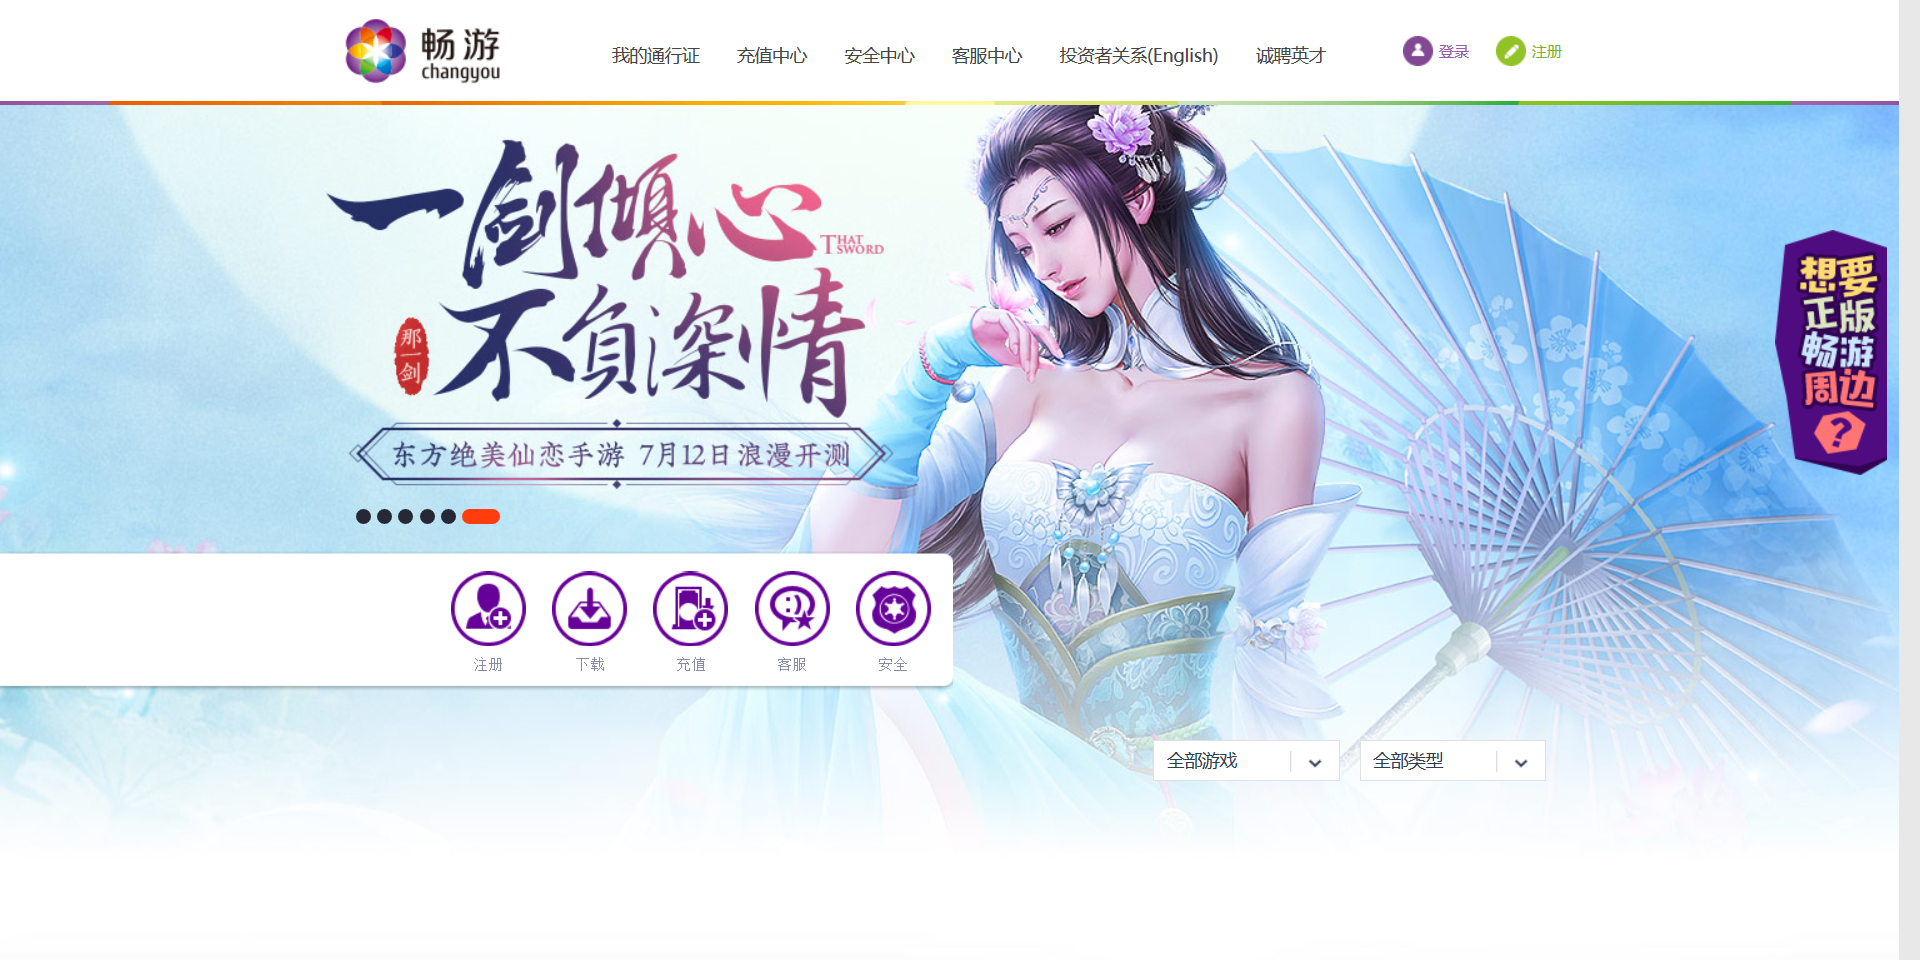 畅游
changyou
我的通行证 充值中心 安全中心 客服中心 投资者关系(English) 诚聘英才
登录 注册
一剑倾心
THAT
SWORD
不负深情
那一剑
东方绝美仙恋手游 7月12日浪漫开测
想要
正版
畅游
周边
?
注册 下载 充值 客服 安全
全部游戏 全部类型